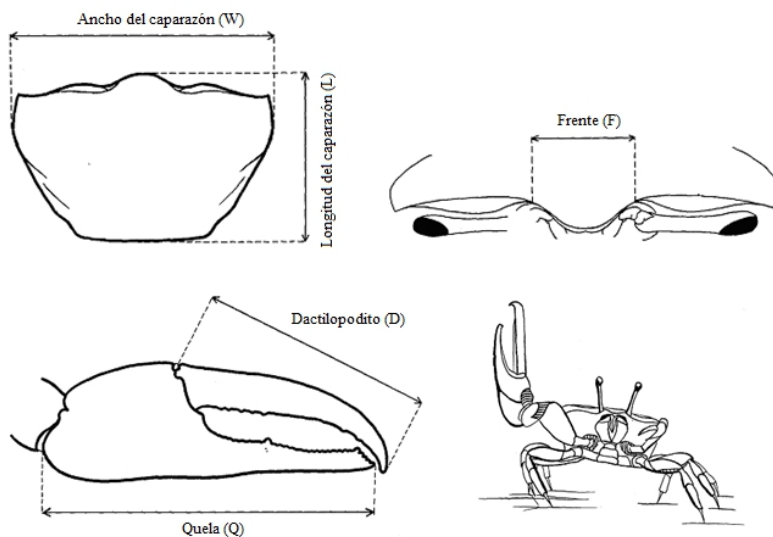 Ancho del caparazón (W)
Longitud del caparazón (L)
Frente (F)
Dactilopodito (D)
Quela (Q)